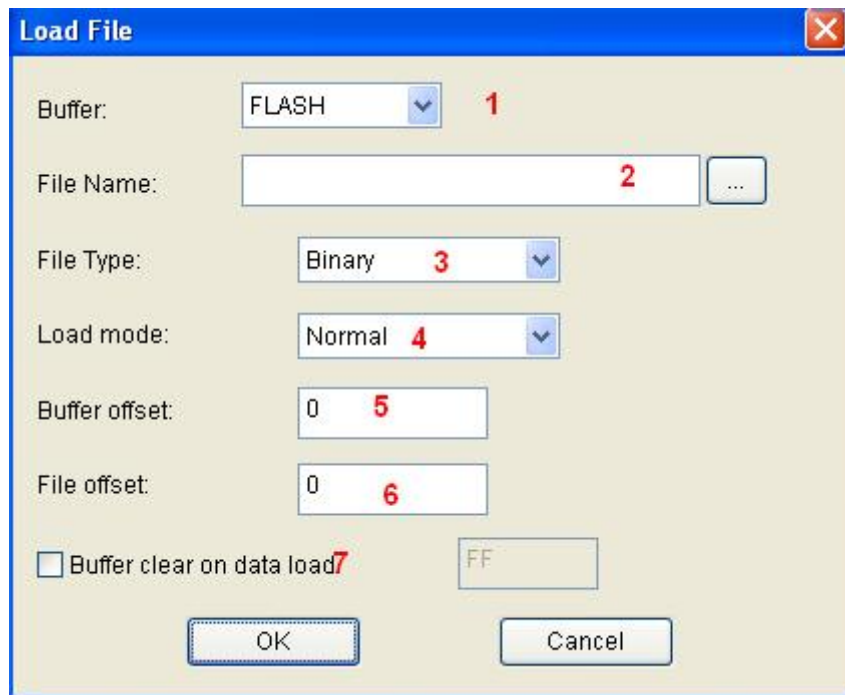 Load File
Buffer: FLASH 1
File Name: 2 ...
File Type: Binary 3
Load mode: Normal 4
Buffer offset: 0 5
File offset: 0 6
Buffer clear on data load 7 FF
OK Cancel